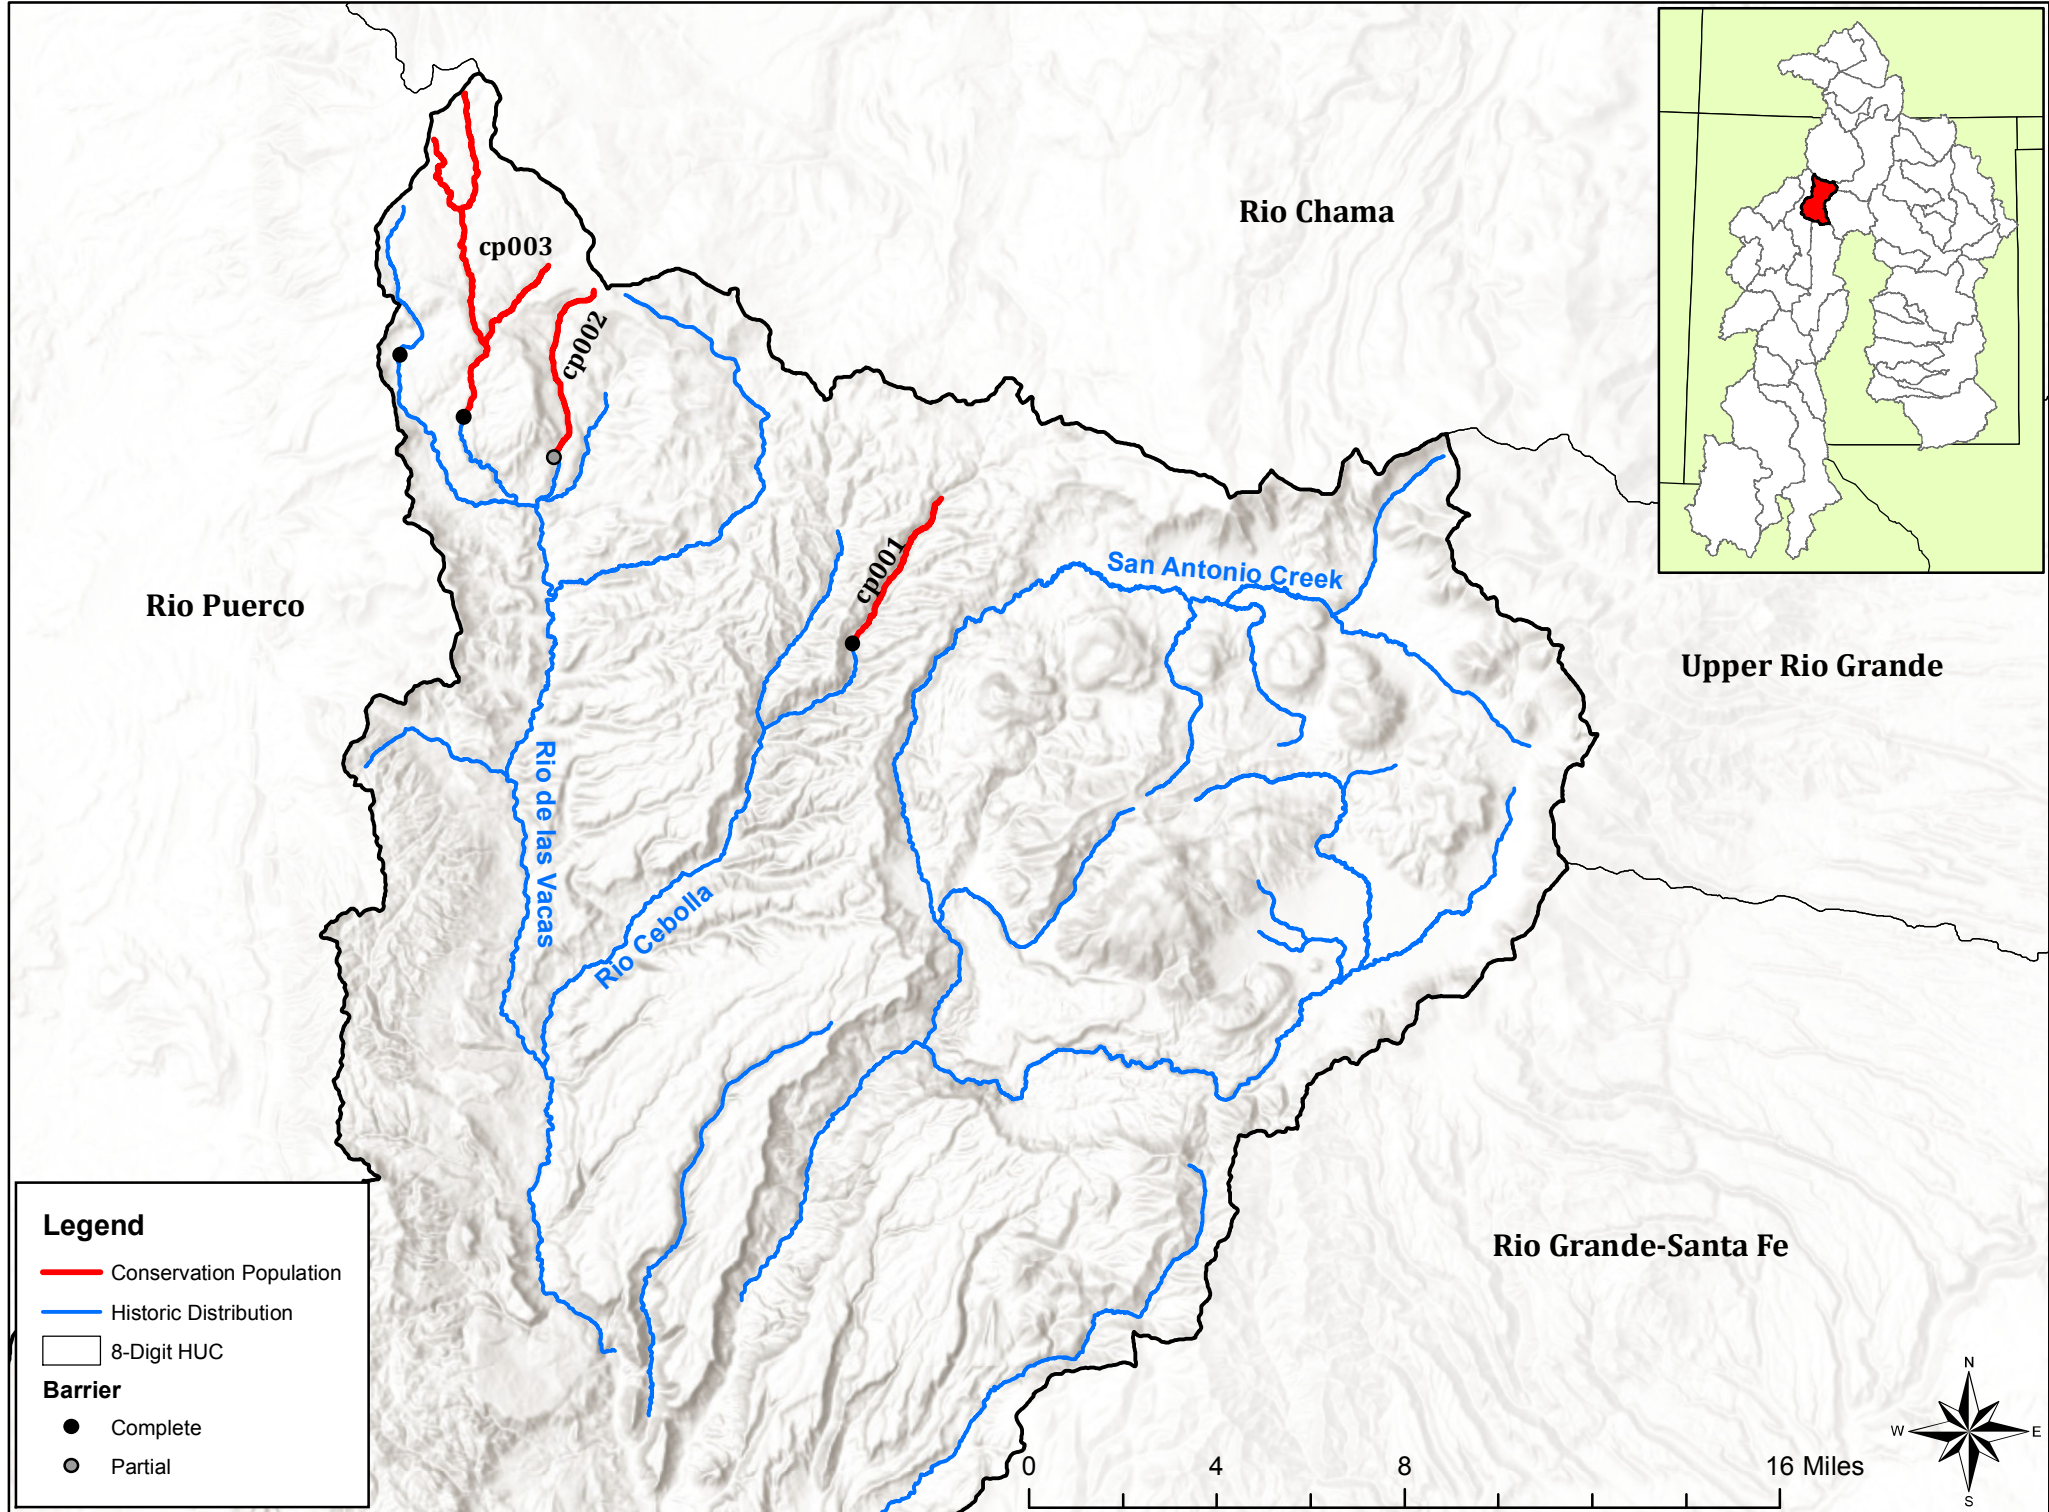 Rio Chama
cp003
cp002
cp001
San Antonio Creek
Rio Puerco
Upper Rio Grande
Rio de las Vacas
Rio Cebolla
Rio Grande-Santa Fe
Legend
Conservation Population
Historic Distribution
8-Digit HUC
Barrier
Complete
Partial
0 4 8 16 Miles
N
W E
S